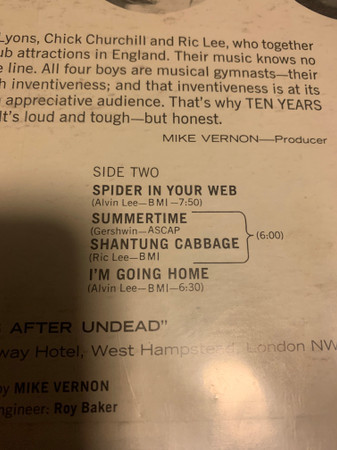 Lyons, Chick Churchill and Ric Lee, who together
ub attractions in England. Their music knows no
e line. All four boys are musical gymnasts—their
h inventiveness; and that inventiveness is at its
appreciative audience. That's why TEN YEARS
It's loud and tough—but honest.
MIKE VERNON—Producer
SIDE TWO
SPIDER IN YOUR WEB
(Alvin Lee—BMI—7:50)
SUMMERTIME
(Gershwin—ASCAP
SHANTUNG CABBAGE
(Ric Lee—BMI
(6:00)
I'M GOING HOME
(Alvin Lee—BMI—6:30)
AFTER UNDEAD"
way Hotel, West Hampstead, London NW
by MIKE VERNON
ngineer: Roy Baker